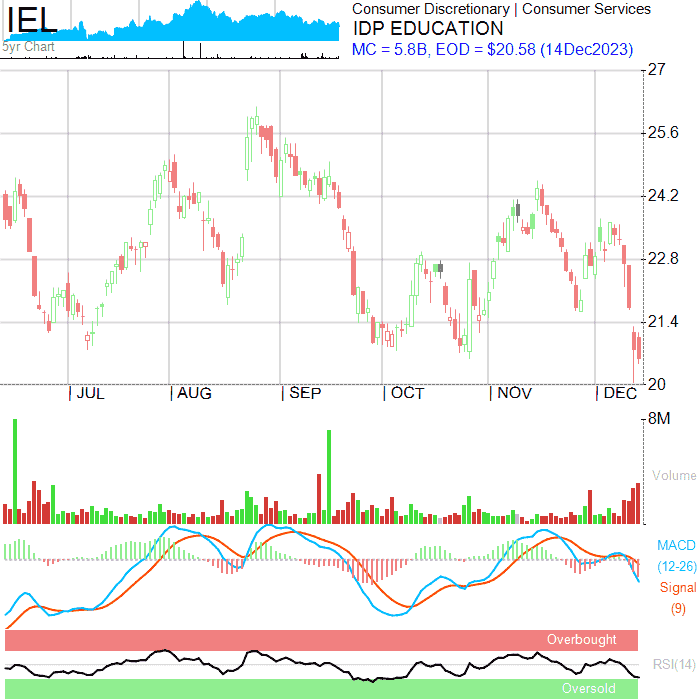 IEL
5yr Chart
Consumer Discretionary | Consumer Services
IDP EDUCATION
MC = 5.8B, EOD = $20.58 (14Dec2023)
27
25.6
24.2
22.8
21.4
20
JUL
AUG
SEP
OCT
NOV
DEC
8M
Volume
MACD
(12-26)
Signal
(9)
Overbought
RSI(14)
Oversold